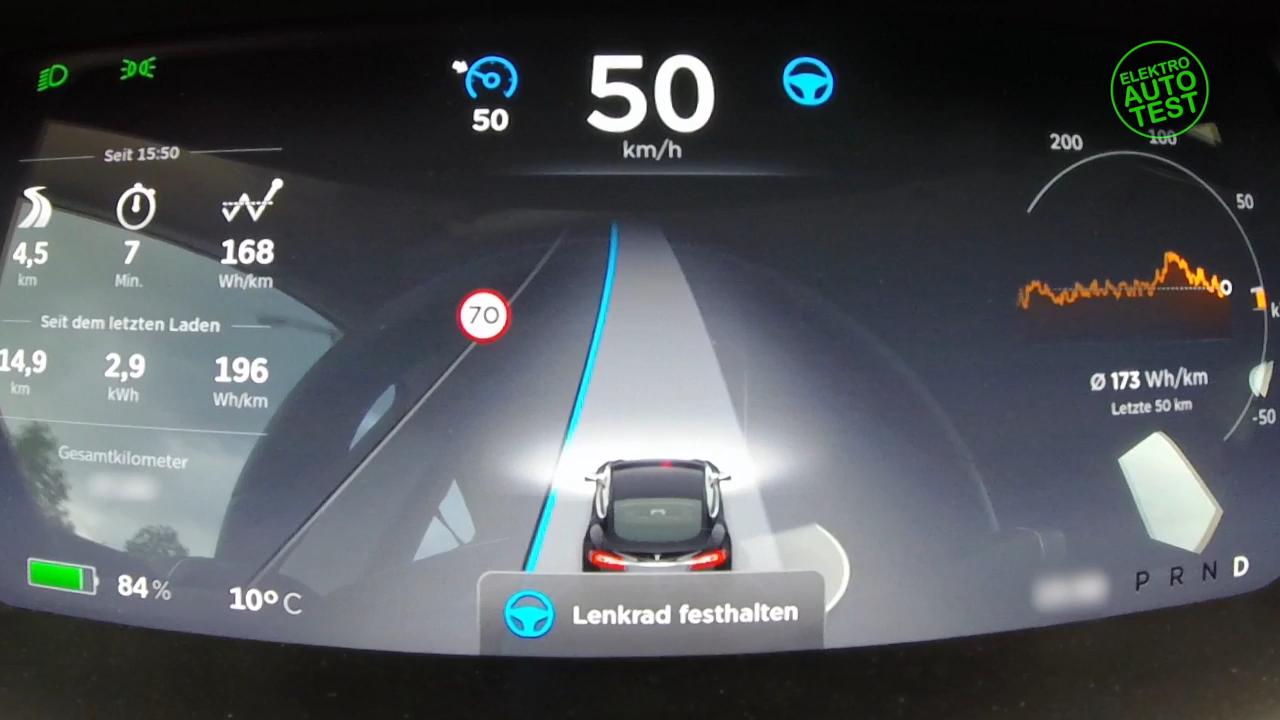 50
50
km/h
ELEKTRO
AUTO
TEST
Seit 15:50
4,5
km
7
Min.
168
Wh/km
Seit dem letzten Laden
14,9
km
2,9
kWh
196
Wh/km
Gesamtkilometer
84 %
10° C
70
200
100
50
-50
k
Ø 173 Wh/km
Letzte 50 km
P R N D
Lenkrad festhalten